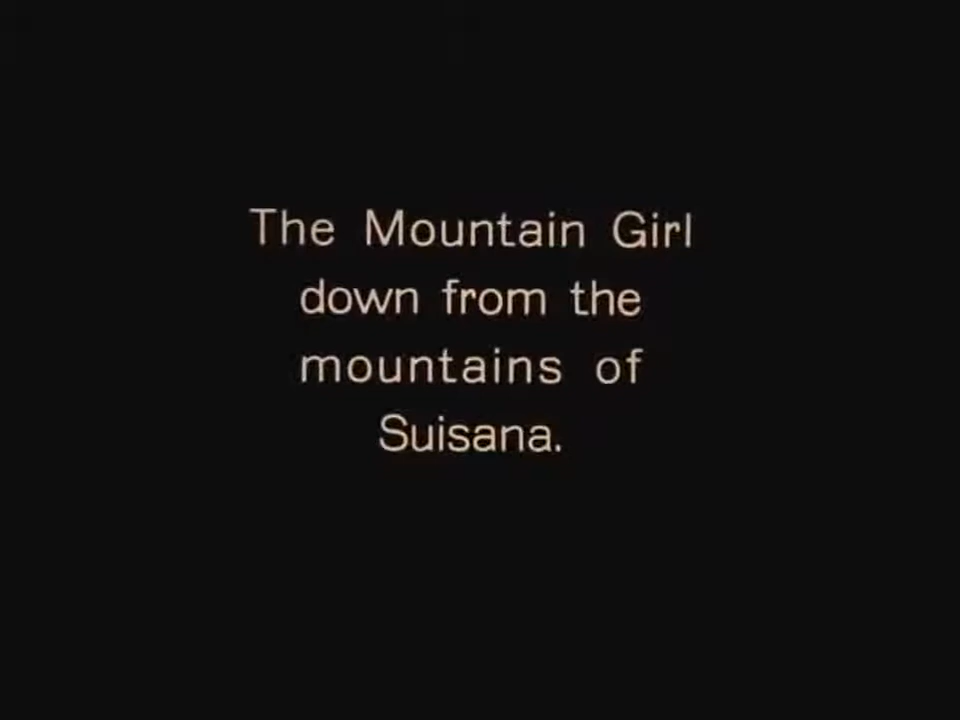 The Mountain Girl
down from the
mountains of
Suisana.